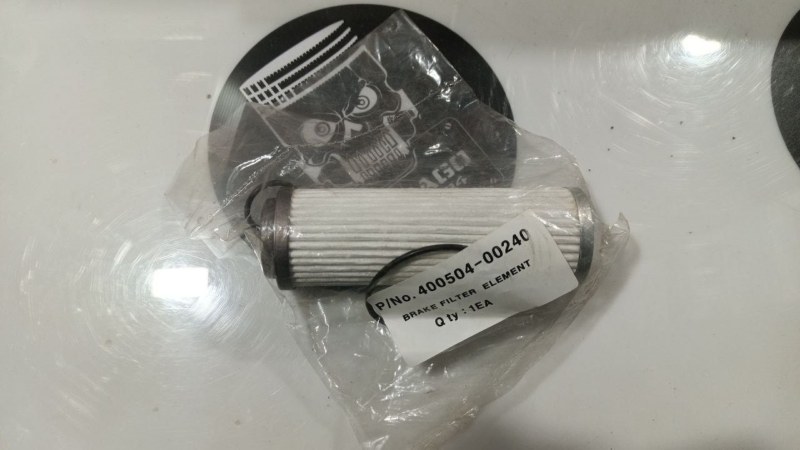 P/No. 400504-00240
BRAKE FILTER ELEMENT
Q ty : 1EA